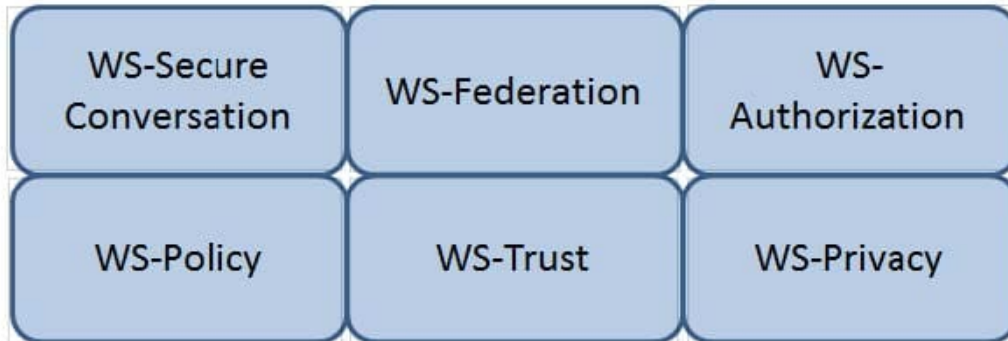 WS-Secure
Conversation
WS-Federation
WS-
Authorization
WS-Policy
WS-Trust
WS-Privacy